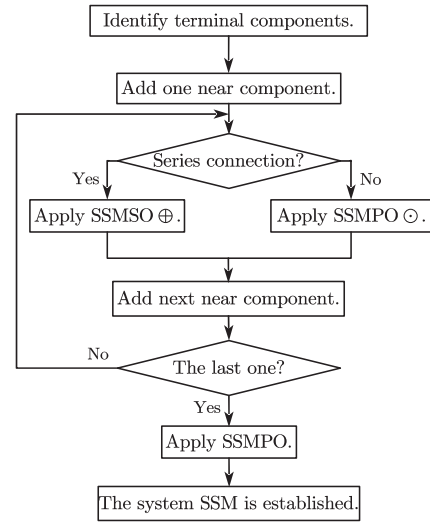 Identify terminal components.
Add one near component.
Series connection?
Yes
No
Apply SSMSO ⊕.
Apply SSMPO ⊙.
Add next near component.
No
The last one?
Yes
Apply SSMPO.
The system SSM is established.